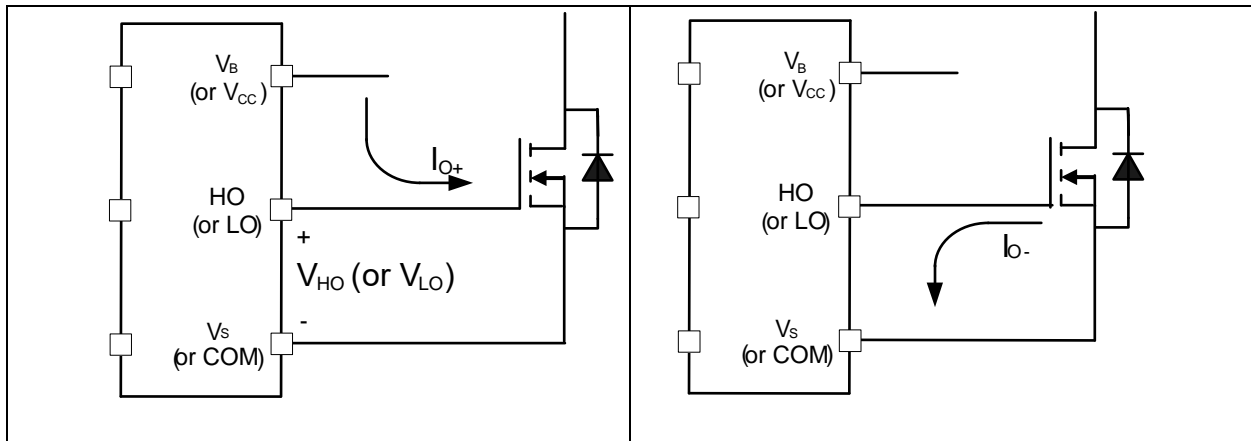 VB
(or VCC)
IO+
HO
(or LO)
+
VHO (or VLO)
-
VS
(or COM)
VB
(or VCC)
HO
(or LO)
IO-
VS
(or COM)